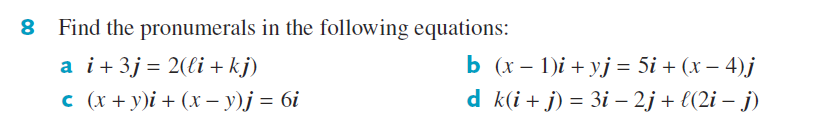 8 Find the pronumerals in the following equations:
a i + 3j = 2(ℓi + kj)
b (x – 1)i + yj = 5i + (x – 4)j
c (x + y)i + (x – y)j = 6i
d k(i + j) = 3i – 2j + ℓ(2i – j)